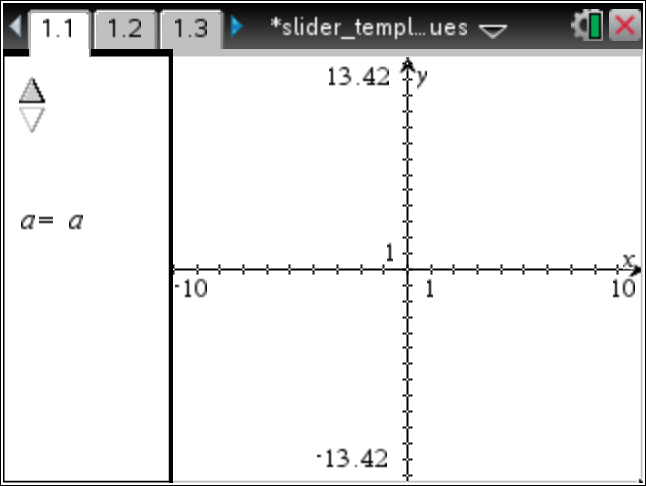 1.1 1.2 1.3 *slider_templ...ues
13.42 y
a= a
1
x
-10 1 10
-13.42